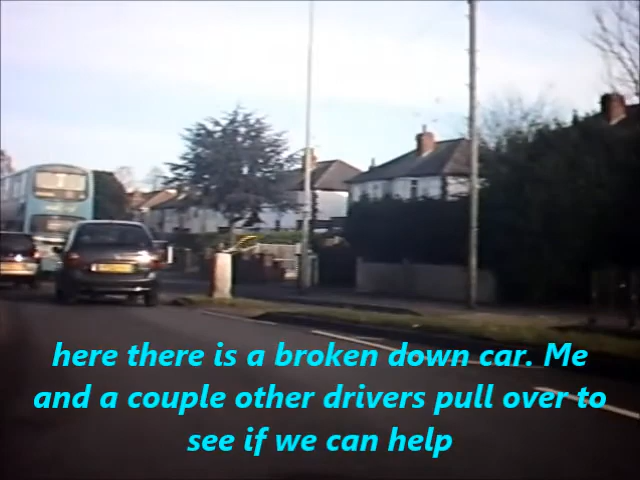 here there is a broken down car. Me
and a couple other drivers pull over to
see if we can help